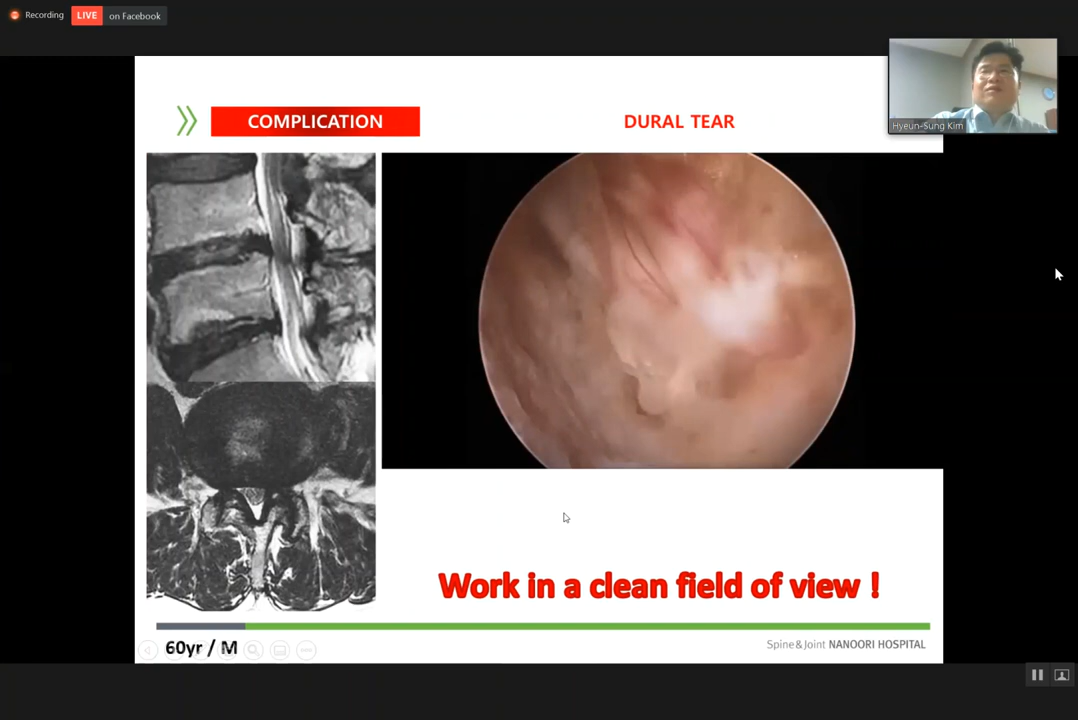 Recording
LIVE on Facebook
Hyeun-Sung Kim
COMPLICATION
DURAL TEAR
Work in a clean field of view !
60yr / M
Spine & Joint NANOORI HOSPITAL